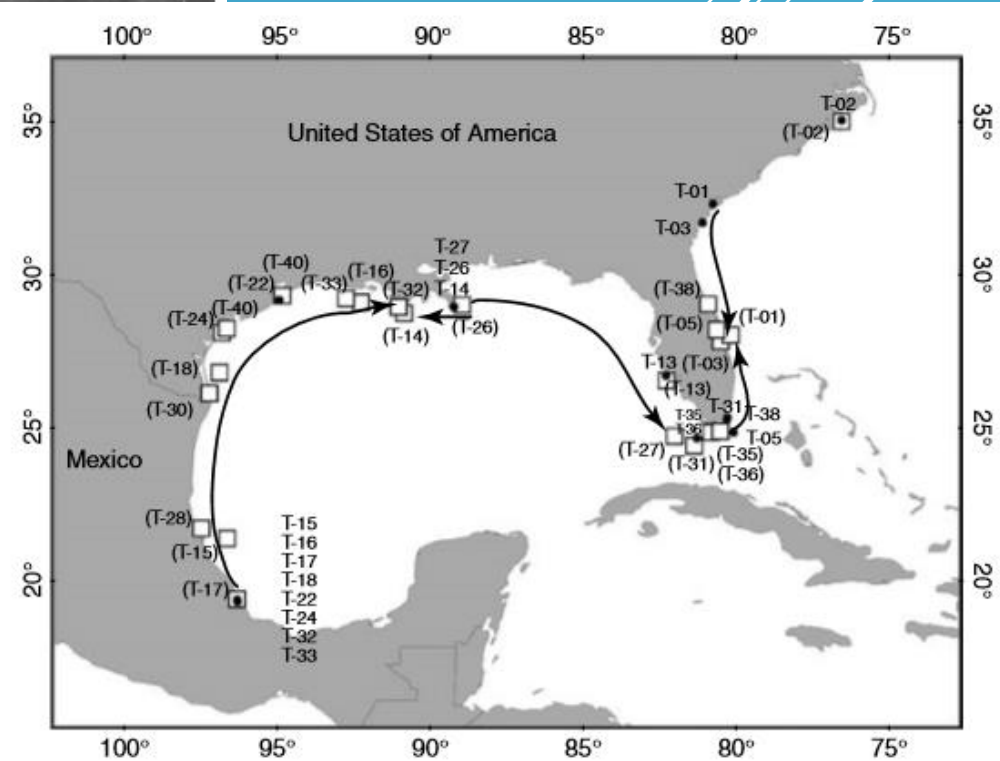 100° 95° 90° 85° 80° 75°
35°
35°
T-02
(T-02)
United States of America
T-01
T-03
T-27
T-26
T-14
(T-40)
(T-16)
30°
30°
(T-22)
(T-33)
(T-32)
(T-38)
(T-40)
(T-24)
(T-26)
(T-14)
(T-05)
(T-01)
(T-18)
T-13
(T-03)
(T-13)
(T-30)
T-31
T-38
T-35
T-36
25°
25°
T-05
(T-27)
(T-35)
(T-31)
(T-36)
Mexico
(T-28)
(T-15)
T-15
T-16
T-17
T-18
T-22
T-24
T-32
T-33
20°
20°
(T-17)
100° 95° 90° 85° 80° 75°